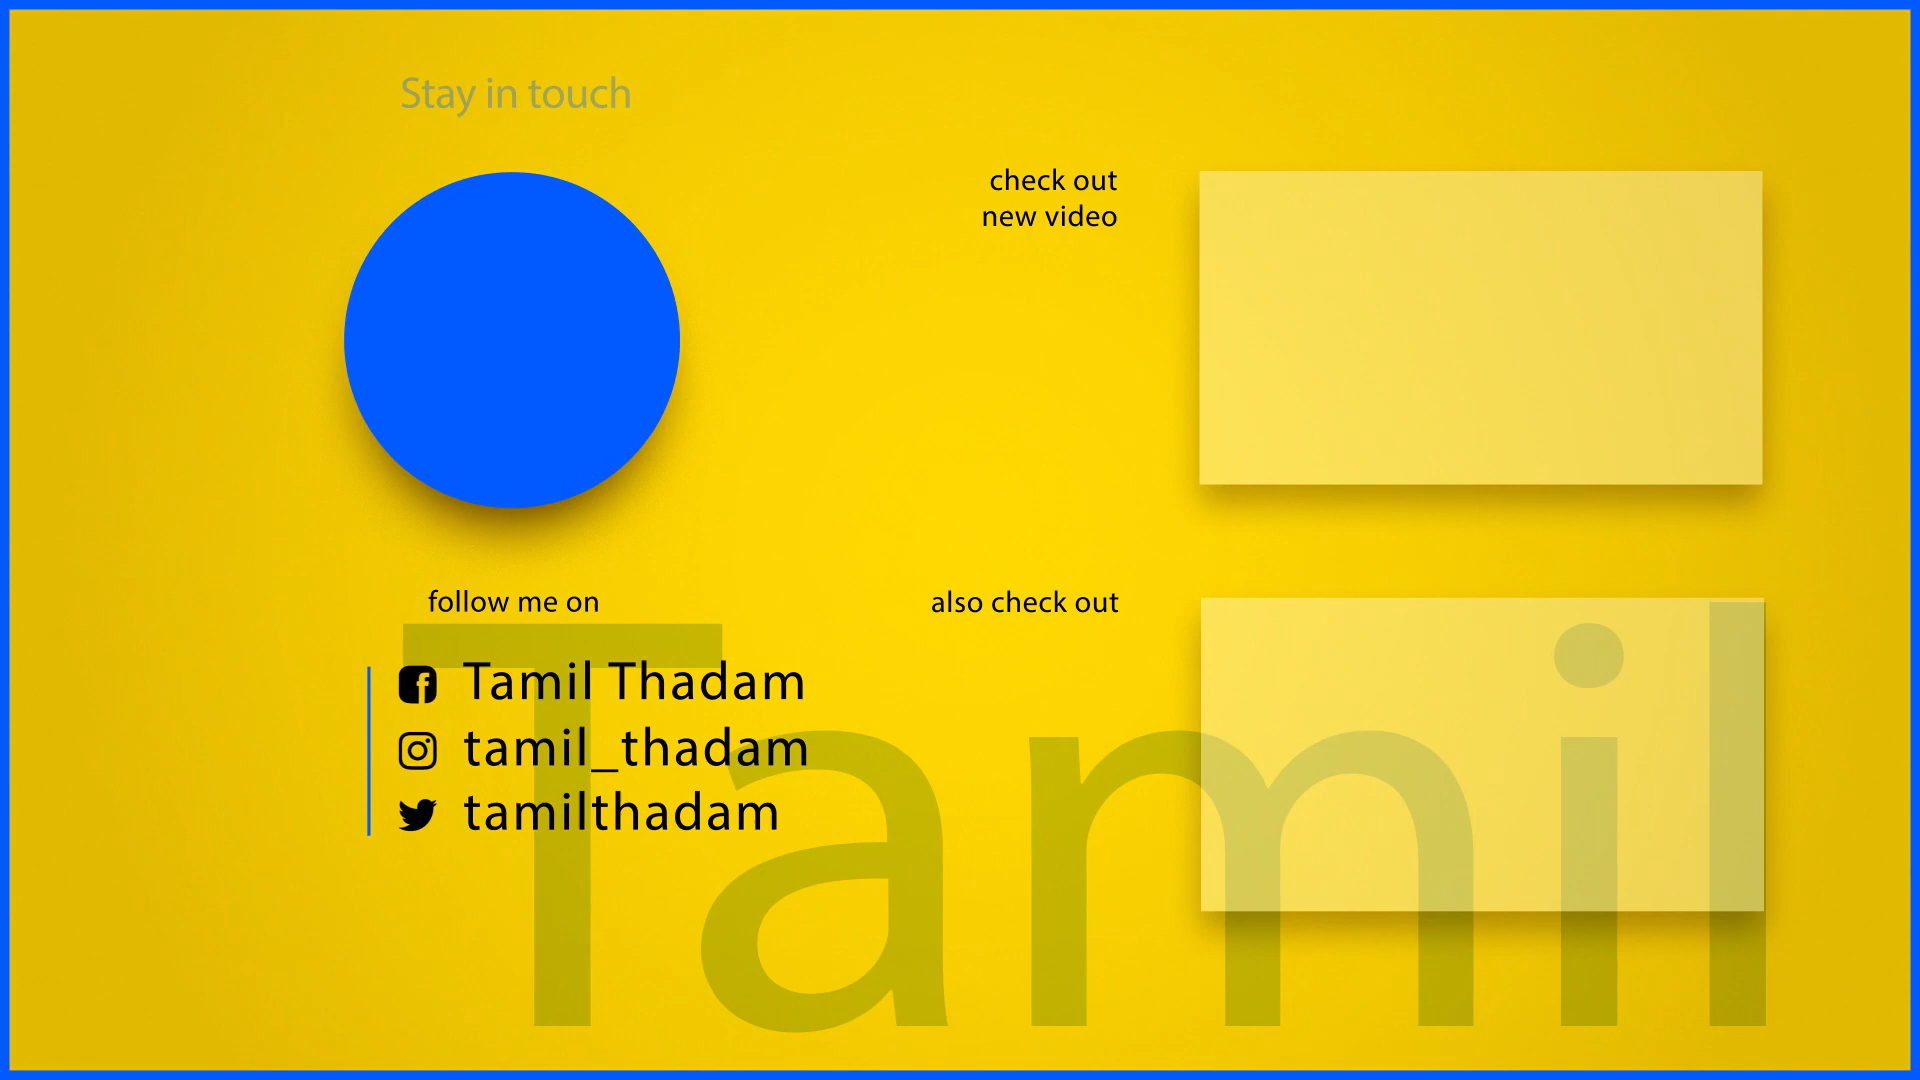 Stay in touch
check out
new video
follow me on
Tamil Thadam
tamil_thadam
tamilthadam
also check out
Tamil